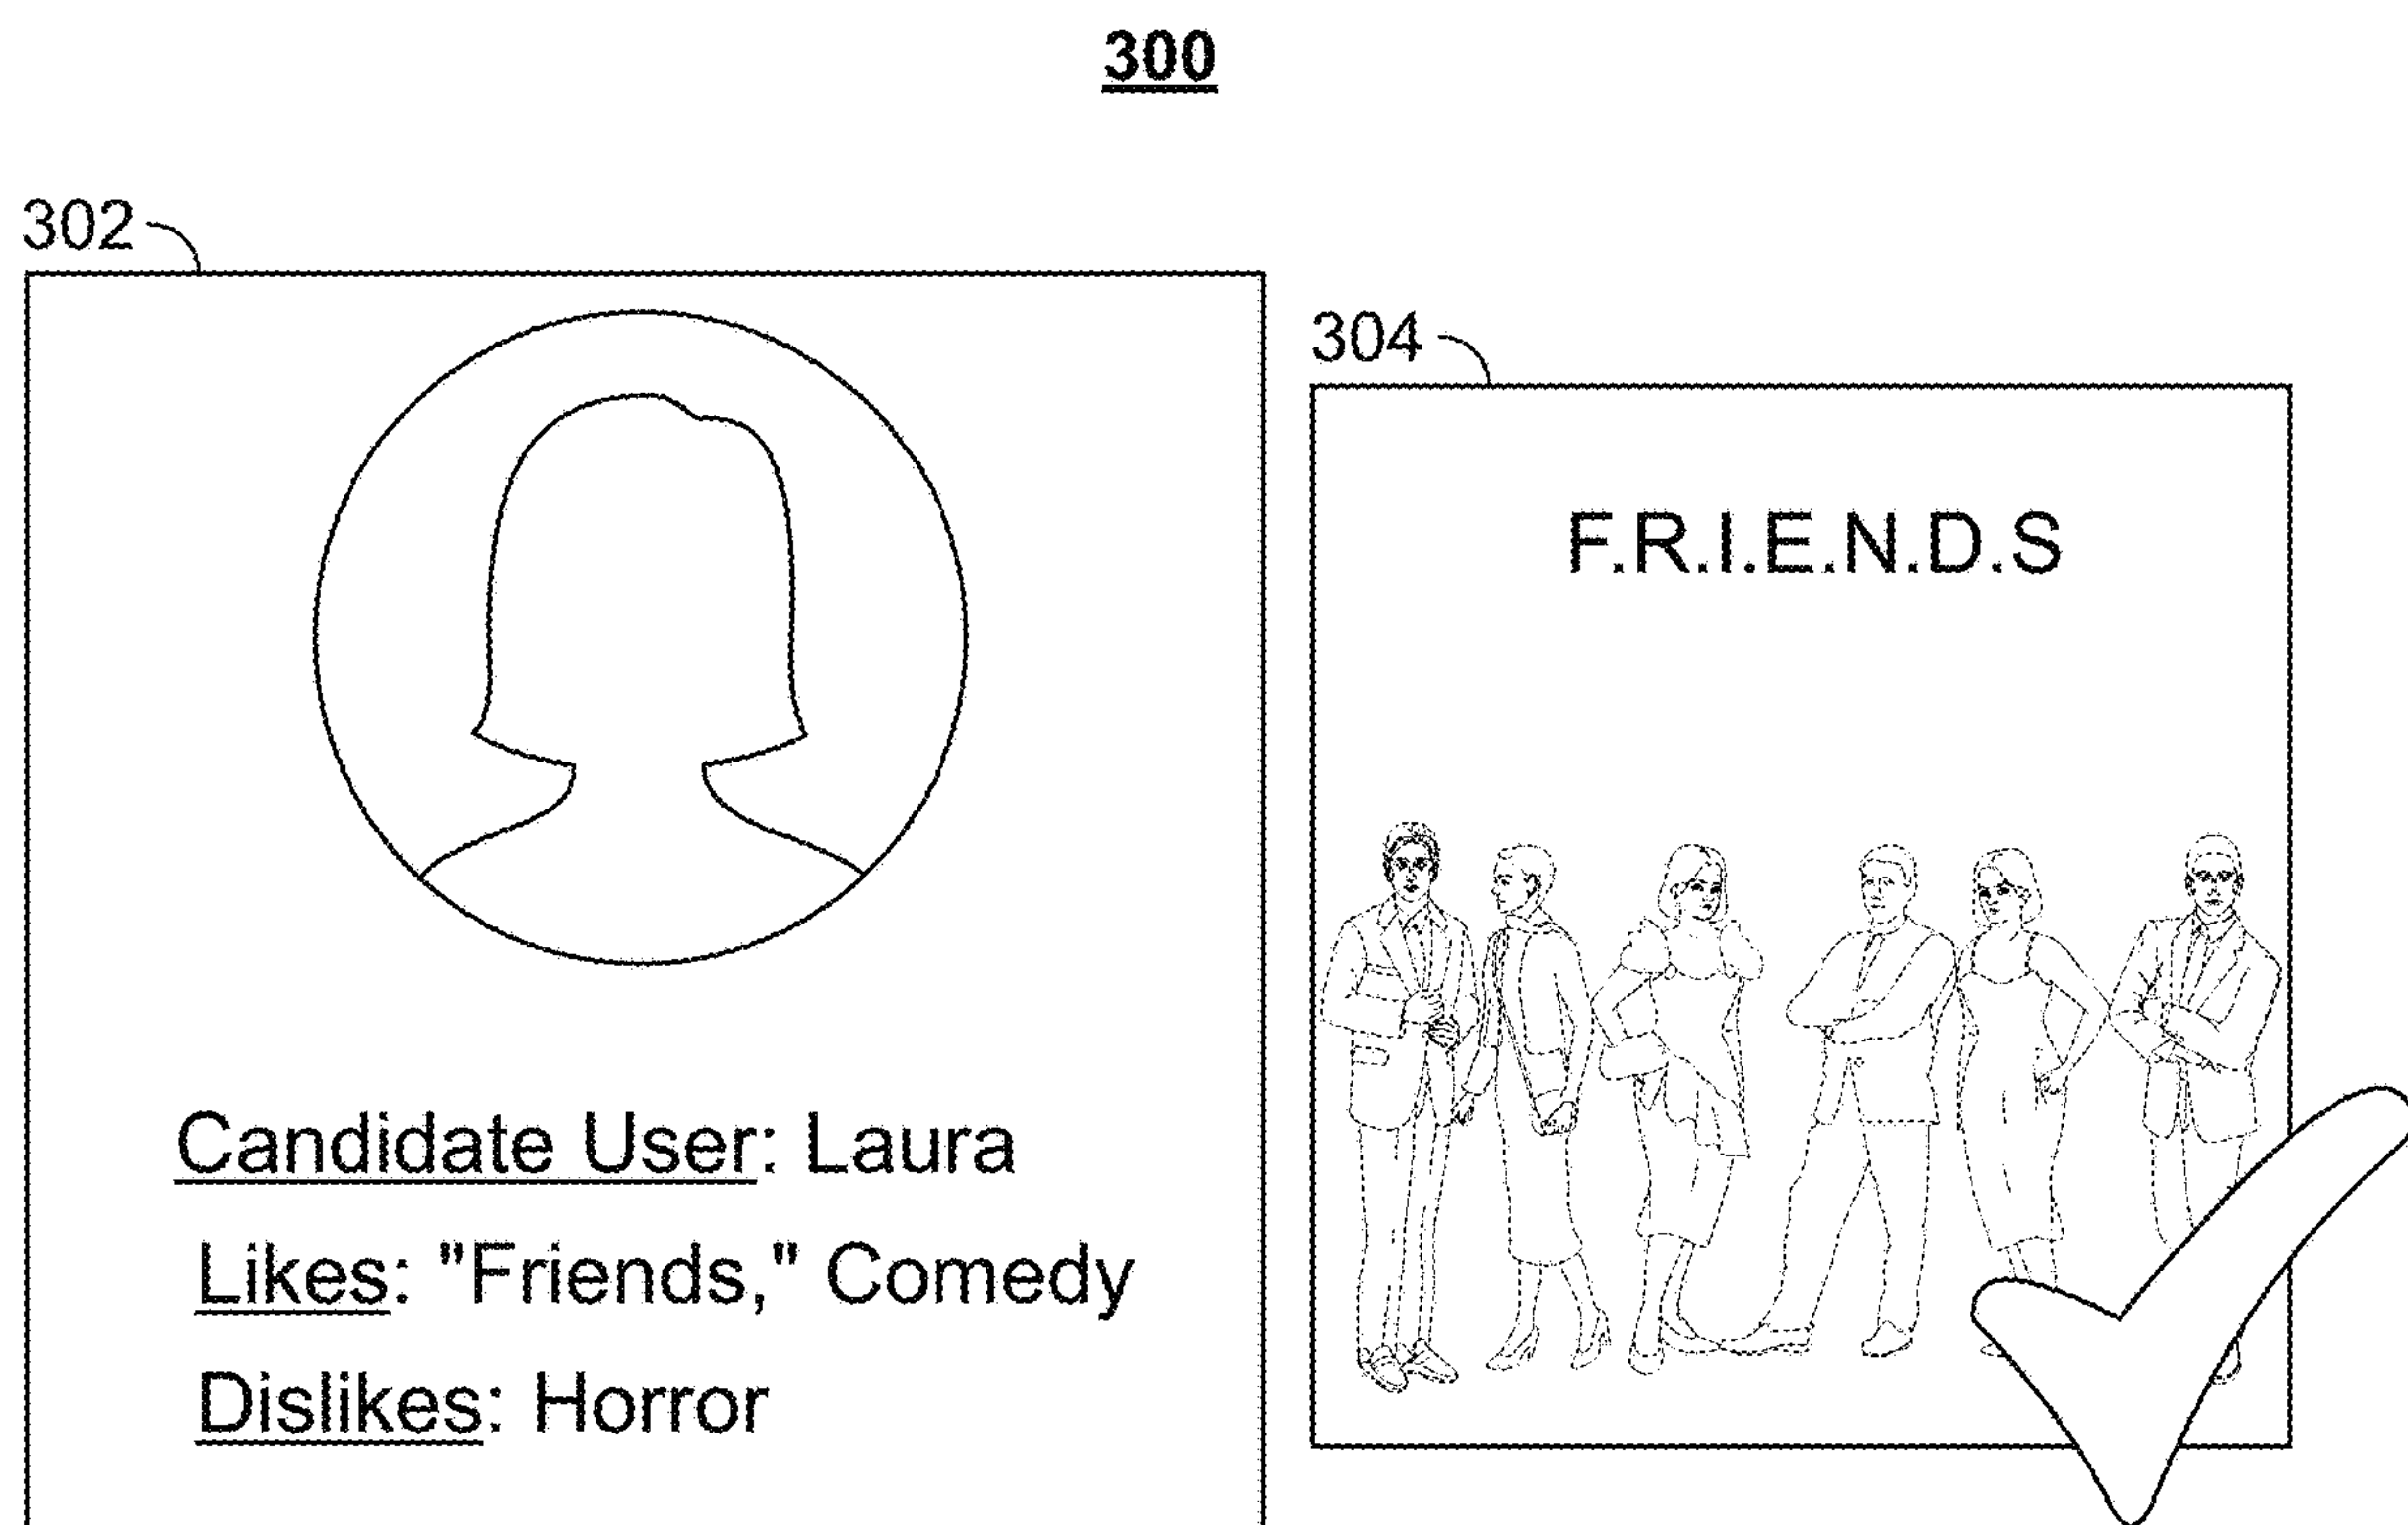 300
302
304
F.R.I.E.N.D.S
Candidate User: Laura
Likes: "Friends," Comedy
Dislikes: Horror